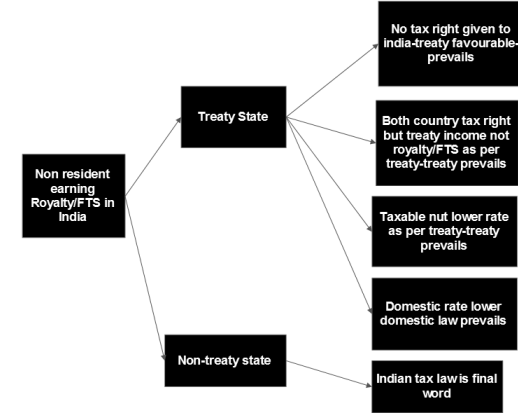 No tax right given to
india-treaty favourable-
prevails
Treaty State
Both country tax right
but treaty income not
royalty/FTS as per
treaty-treaty prevails
Non resident
earning
Royalty/FTS in
India
Taxable nut lower rate
as per treaty-treaty
prevails
Domestic rate lower
domestic law prevails
Non-treaty state
Indian tax law is final
word